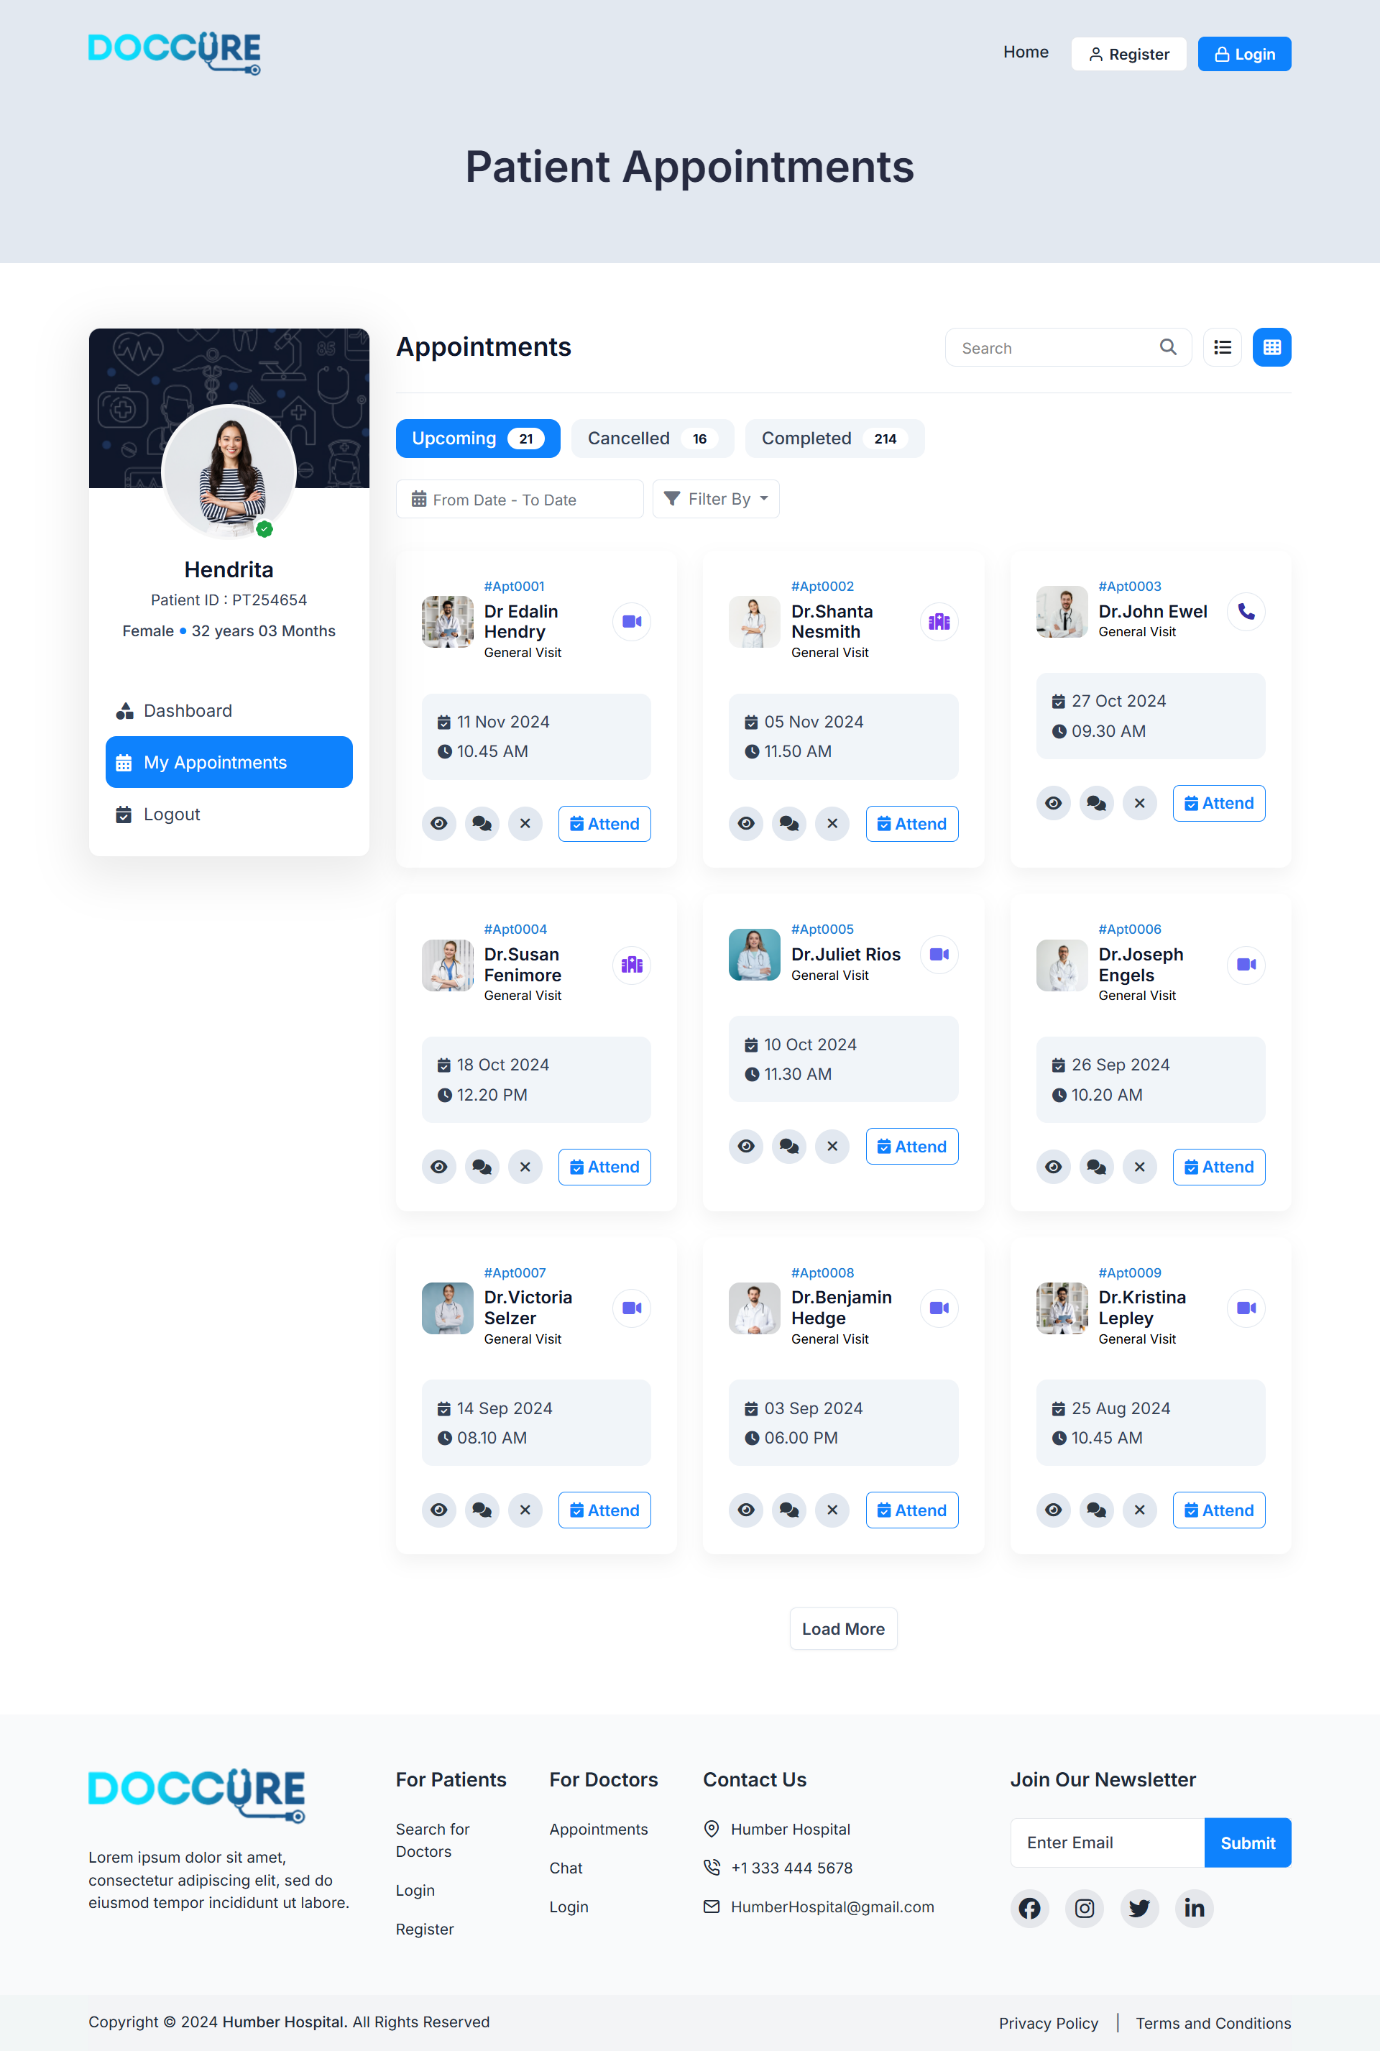 DOCCURE
Home
Register
Login
Patient Appointments
Hendrita
Patient ID : PT254654
Female • 32 years 03 Months
Dashboard
My Appointments
Logout
Appointments
Search
Upcoming 21
Cancelled 16
Completed 214
From Date - To Date
Filter By
#Apt0001
Dr Edalin
Hendry
General Visit
11 Nov 2024
10.45 AM
Attend
#Apt0002
Dr.Shanta
Nesmith
General Visit
05 Nov 2024
11.50 AM
Attend
#Apt0003
Dr.John Ewel
General Visit
27 Oct 2024
09.30 AM
Attend
#Apt0004
Dr.Susan
Fenimore
General Visit
18 Oct 2024
12.20 PM
Attend
#Apt0005
Dr.Juliet Rios
General Visit
10 Oct 2024
11.30 AM
Attend
#Apt0006
Dr.Joseph
Engels
General Visit
26 Sep 2024
10.20 AM
Attend
#Apt0007
Dr.Victoria
Selzer
General Visit
14 Sep 2024
08.10 AM
Attend
#Apt0008
Dr.Benjamin
Hedge
General Visit
03 Sep 2024
06.00 PM
Attend
#Apt0009
Dr.Kristina
Lepley
General Visit
25 Aug 2024
10.45 AM
Attend
Load More
DOCCURE
Lorem ipsum dolor sit amet,
consectetur adipiscing elit, sed do
eiusmod tempor incididunt ut labore.
For Patients
Search for
Doctors
Login
Register
For Doctors
Appointments
Chat
Login
Contact Us
Humber Hospital
+1 333 444 5678
HumberHospital@gmail.com
Join Our Newsletter
Enter Email
Submit
Copyright © 2024 Humber Hospital. All Rights Reserved
Privacy Policy | Terms and Conditions